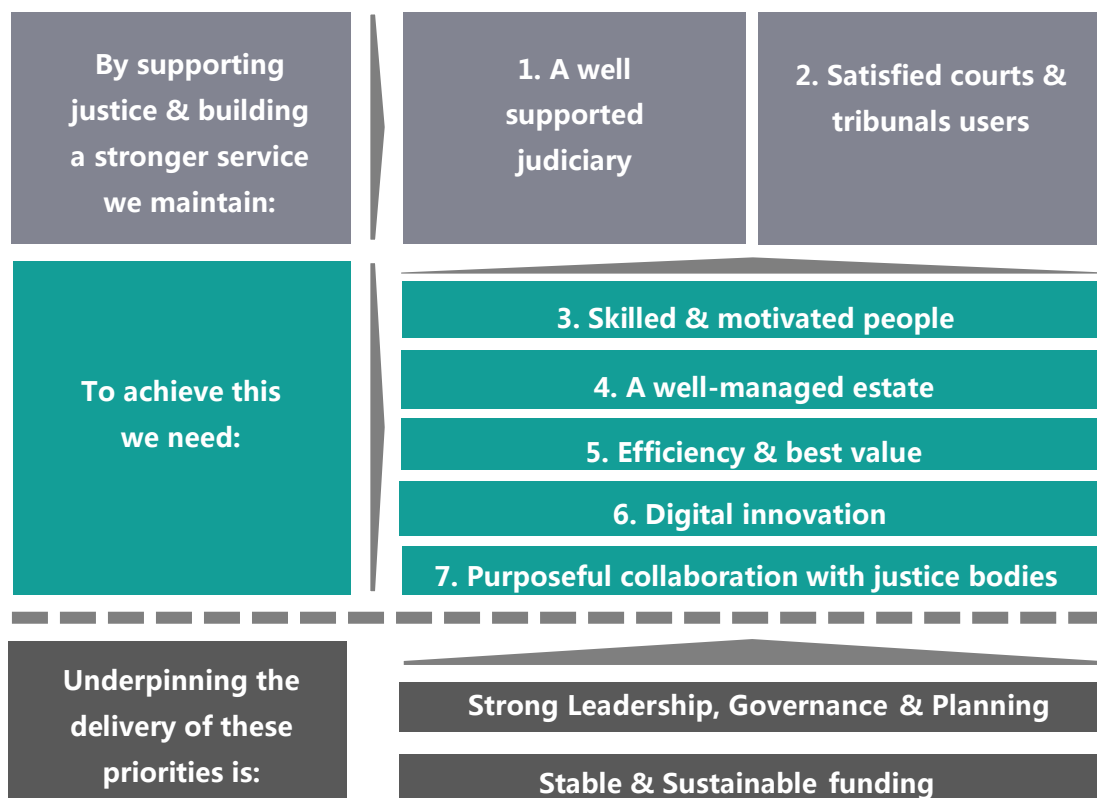 By supporting
justice & building
a stronger service
we maintain:
1. A well
supported
judiciary
2. Satisfied courts &
tribunals users
To achieve this
we need:
3. Skilled & motivated people
4. A well-managed estate
5. Efficiency & best value
6. Digital innovation
7. Purposeful collaboration with justice bodies
Underpinning the
delivery of these
priorities is:
Strong Leadership, Governance & Planning
Stable & Sustainable funding